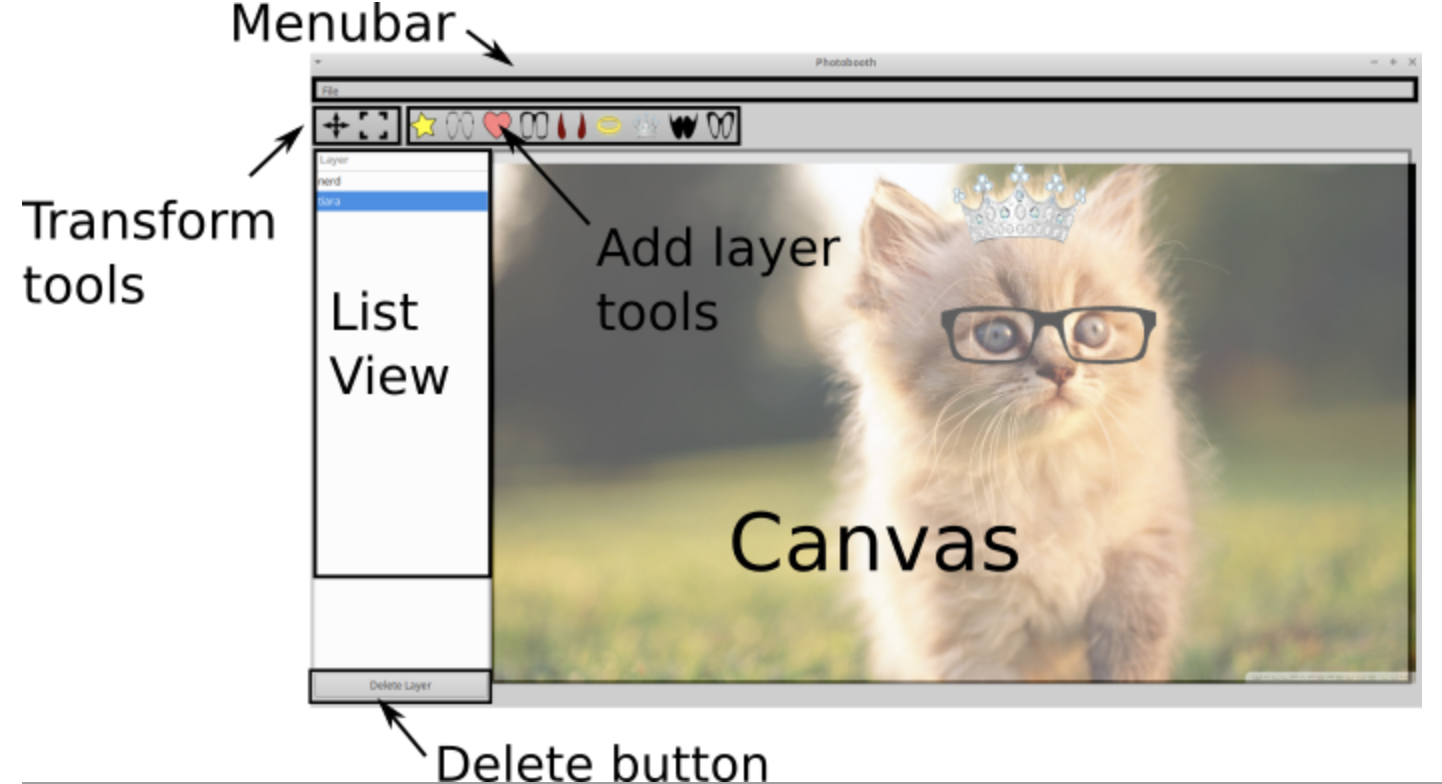 Menubar
Photobooth
File
Layer
nerd
tiara
Transform
tools
Add layer
tools
List
View
Canvas
Delete Layer
Delete button